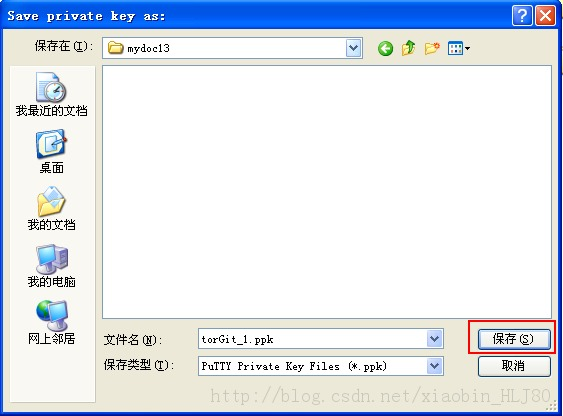 Save private key as:
保存在(I):
mydoc13
我最近的文档
桌面
我的文档
我的电脑
网上邻居
文件名(N):
torGit_1.ppk
保存(S)
保存类型(T):
PuTTY Private Key Files (*.ppk)
取消
http://blog.csdn.net/xiaobin_HLJ80